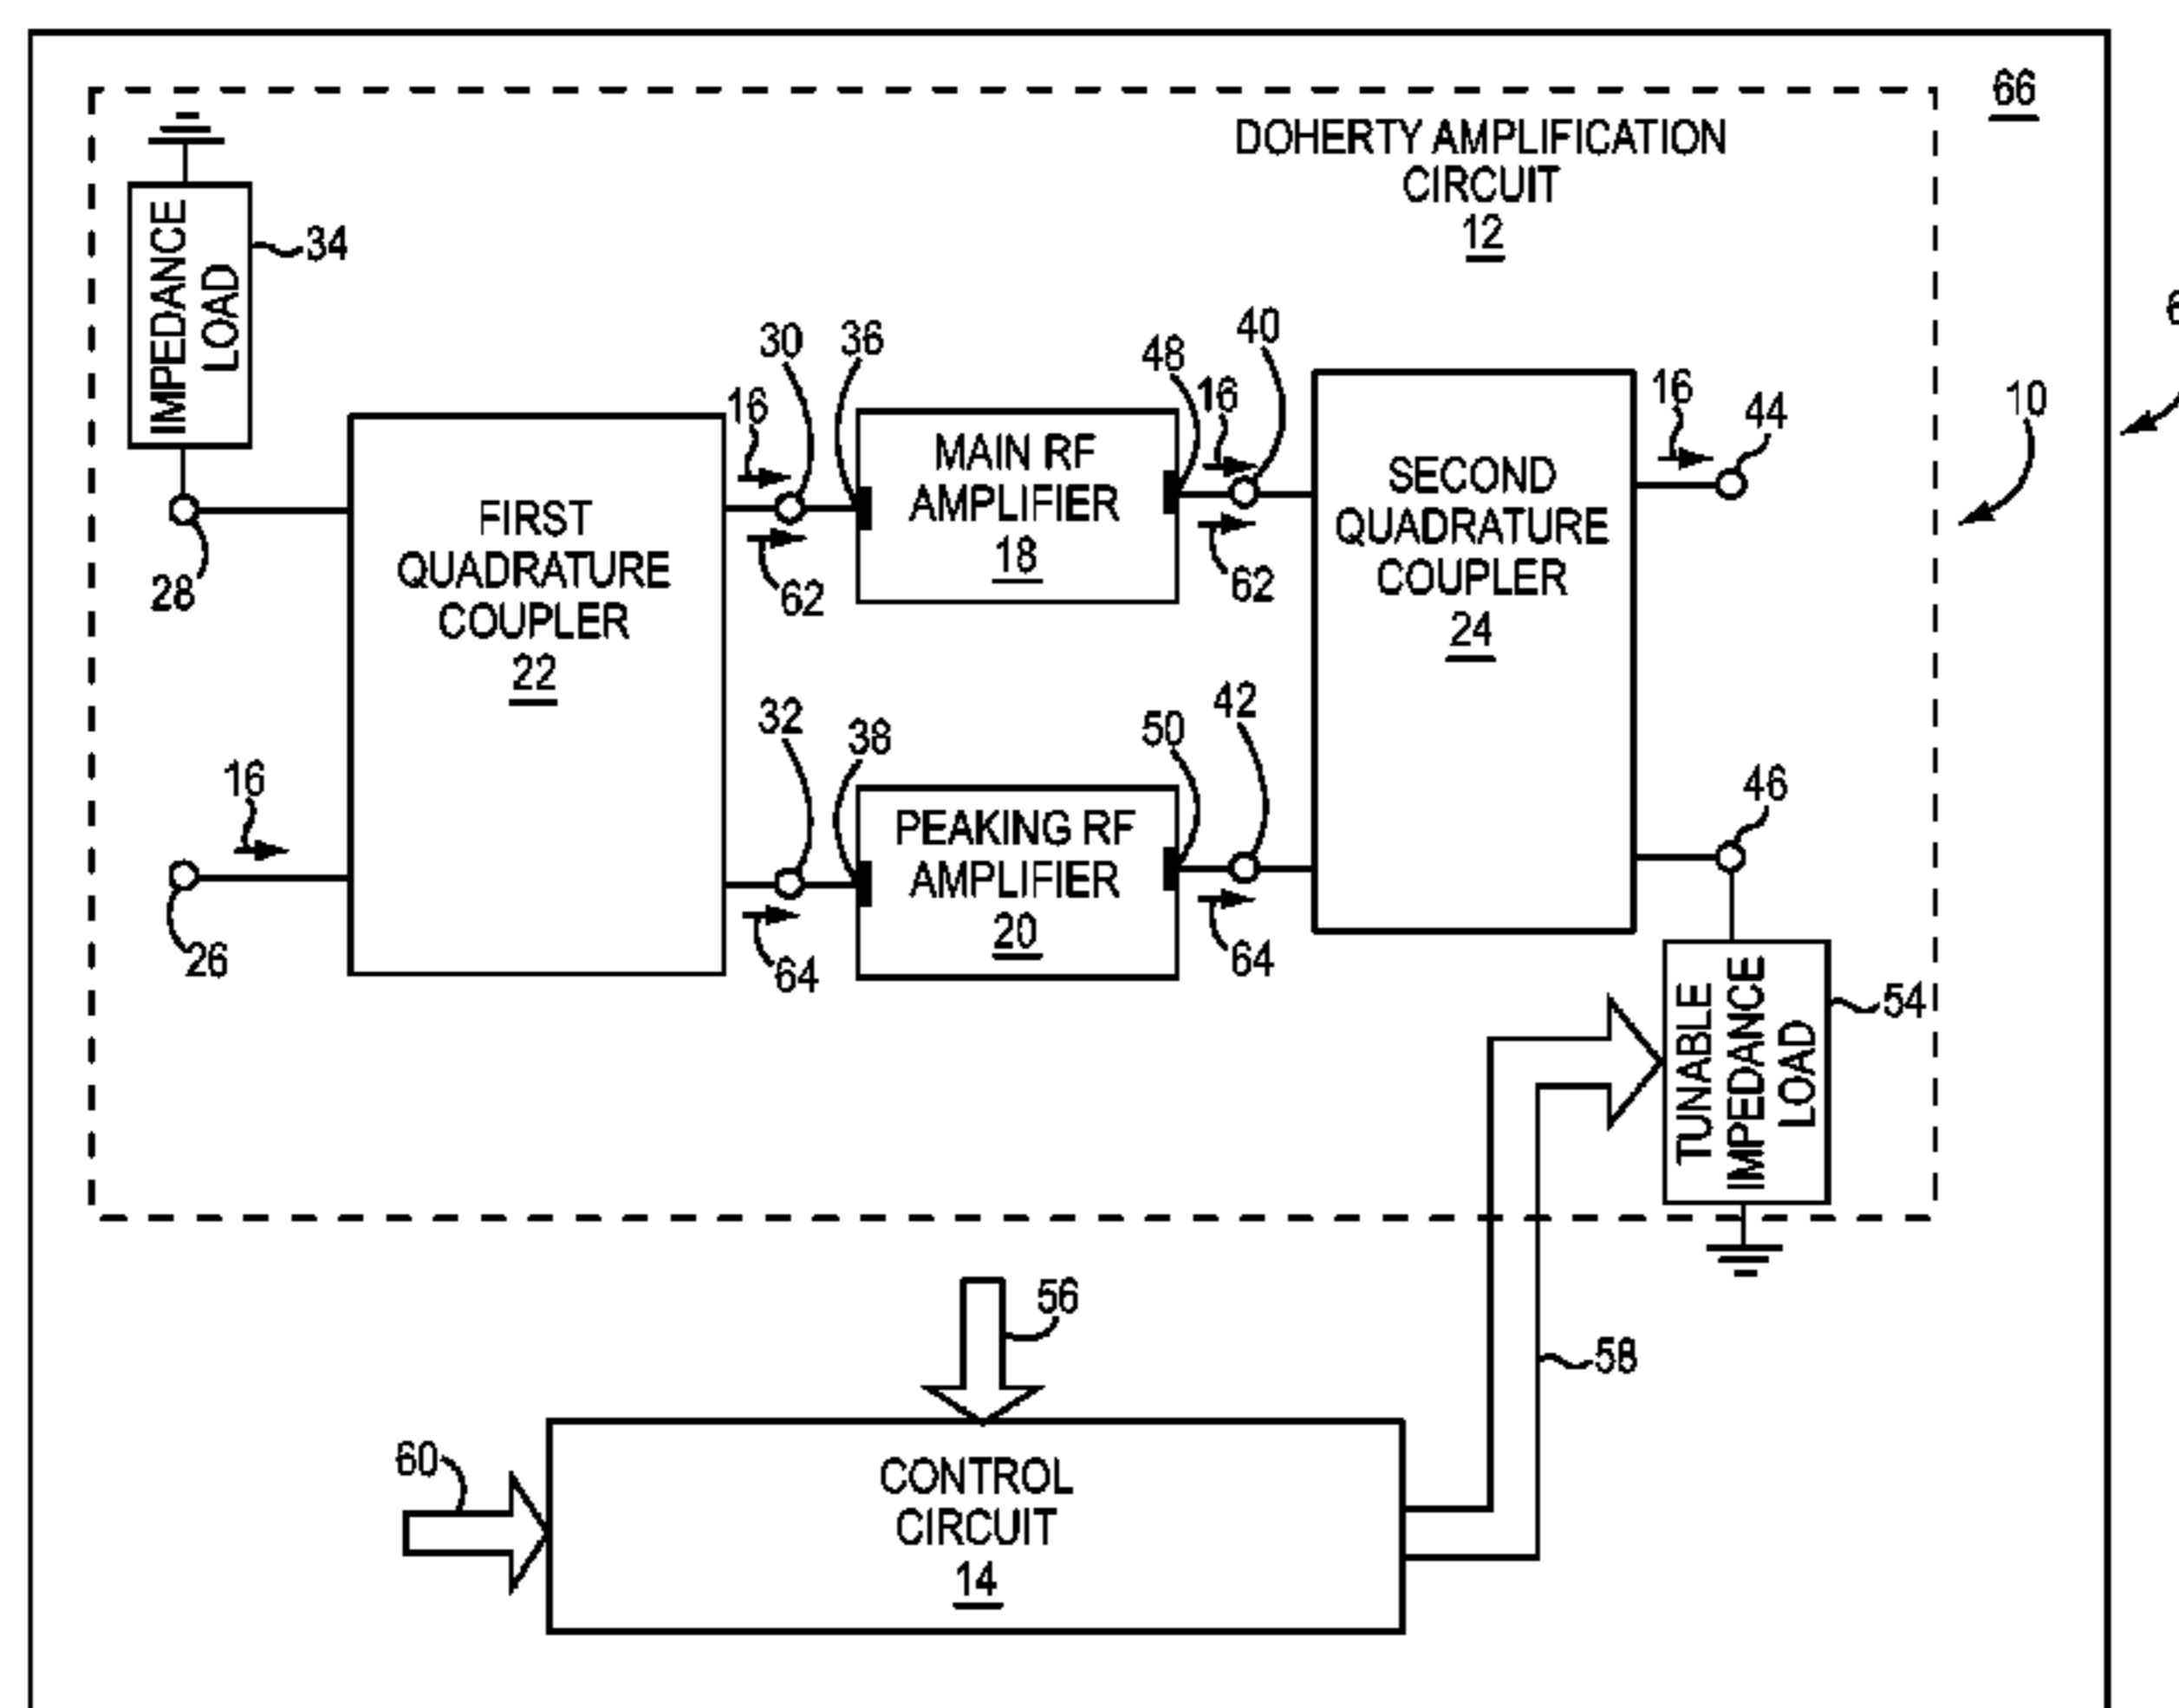 66
DOHERTY AMPLIFICATION
CIRCUIT
12
IMPEDANCE
LOAD
34
30
36
48
40
16
16
16
44
10
28
FIRST
QUADRATURE
COUPLER
22
62
MAIN RF
AMPLIFIER
18
62
SECOND
QUADRATURE
COUPLER
24
16
26
32
38
64
PEAKING RF
AMPLIFIER
20
50
42
64
46
TUNABLE
IMPEDANCE
LOAD
54
56
58
60
CONTROL
CIRCUIT
14